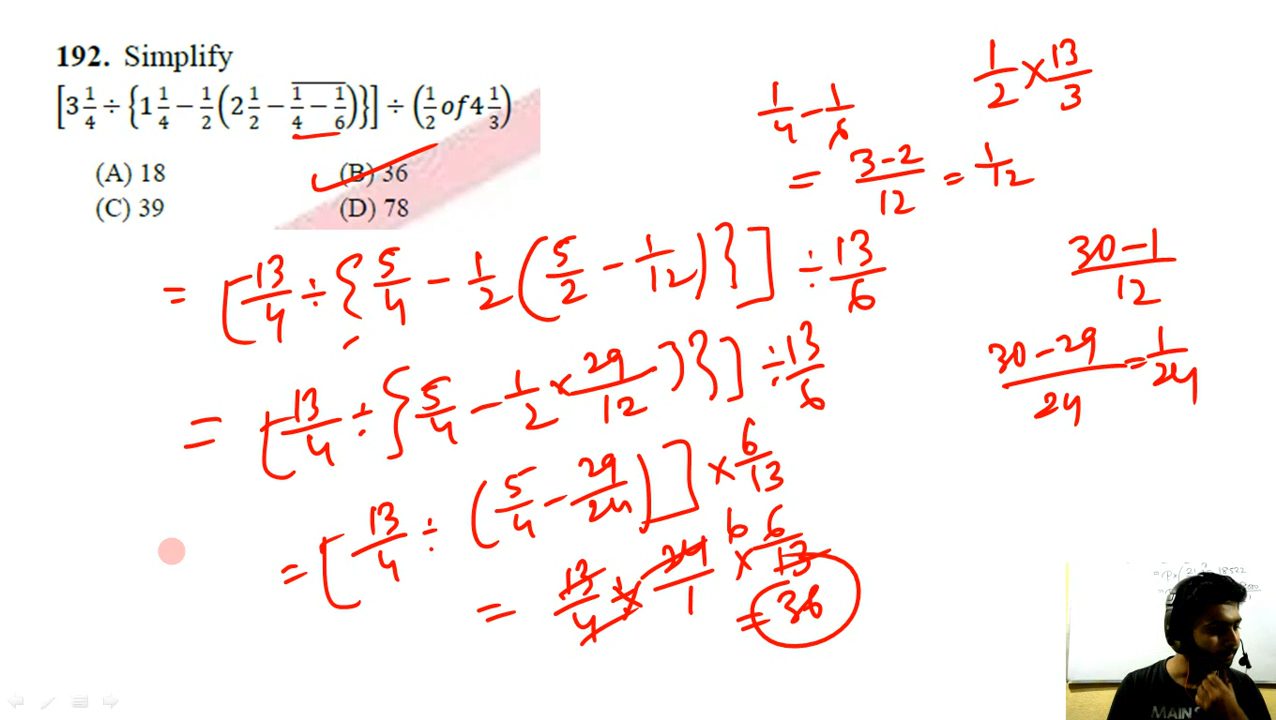 192. Simplify
[3 1/4 ÷ {1 1/4 − 1/2 (2 1/2 − 1/4 − 1/6)}] ÷ (1/2 of 4 1/3)
(A) 18 (B) 36
(C) 39 (D) 78
1/2 × 13/3
1/4 − 1/6
= 3-2/12 = 1/12
= [13/4 ÷ {5/4 − 1/2 (5/2 − 1/12)}] ÷ 13/6
30-1/12
= [13/4 ÷ {5/4 − 1/2 × 29/12)}] ÷ 13/6
30-29/24 = 1/24
= [13/4 ÷ (5/4 − 29/24)] × 6/13
= 13/4 × 24/1 × 6/13 = 36
1 6
MAIN